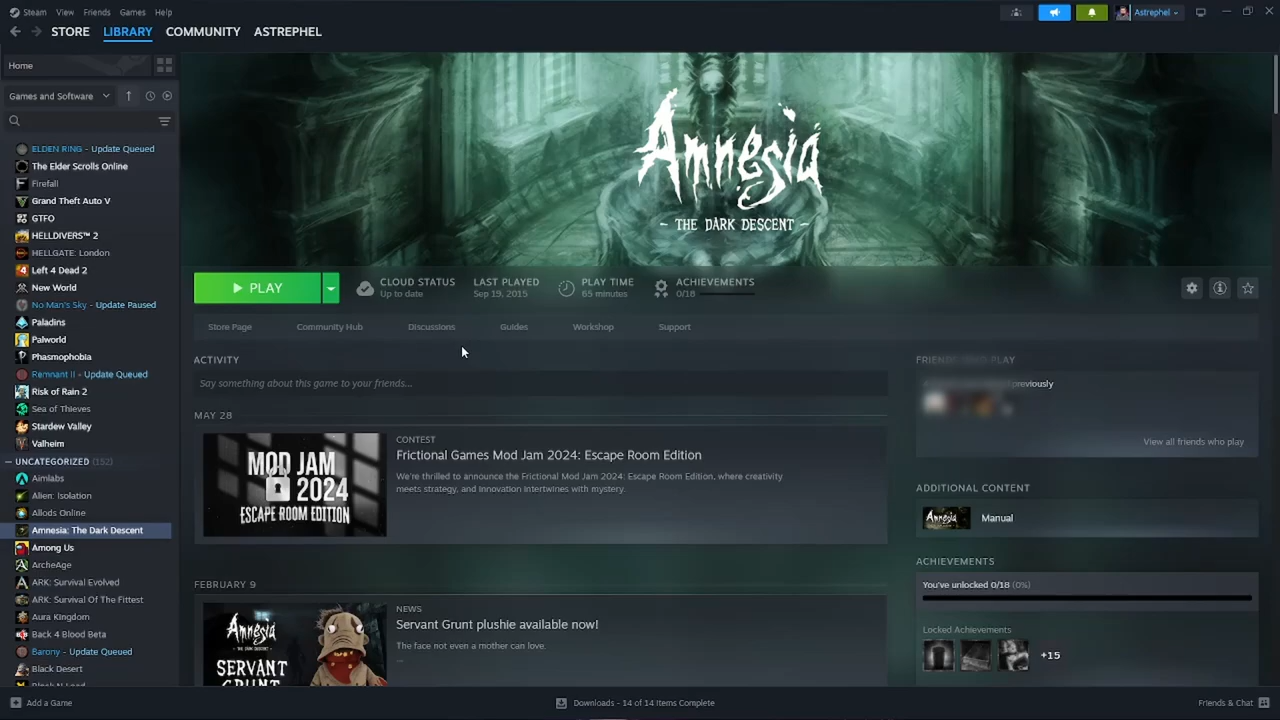 Steam View Friends Games Help
Astrephel
STORE LIBRARY COMMUNITY ASTREPHEL
Home
Games and Software
ELDEN RING - Update Queued
The Elder Scrolls Online
Firefall
Grand Theft Auto V
GTFO
HELLDIVERS™ 2
HELLGATE: London
Left 4 Dead 2
New World
No Man's Sky - Update Paused
Paladins
Palworld
Phasmophobia
Remnant II - Update Queued
Risk of Rain 2
Sea of Thieves
Stardew Valley
Valheim
UNCATEGORIZED (152)
Aimlabs
Alien: Isolation
Allods Online
Amnesia: The Dark Descent
Among Us
ArcheAge
ARK: Survival Evolved
ARK: Survival Of The Fittest
Aura Kingdom
Back 4 Blood Beta
Barony - Update Queued
Black Desert
Amnesia
- THE DARK DESCENT -
PLAY
CLOUD STATUS
Up to date
LAST PLAYED
Sep 19, 2015
PLAY TIME
65 minutes
ACHIEVEMENTS
0/18
Store Page Community Hub Discussions Guides Workshop Support
ACTIVITY
Say something about this game to your friends...
MAY 28
MOD JAM
2024
ESCAPE ROOM EDITION
CONTEST
Frictional Games Mod Jam 2024: Escape Room Edition
We're thrilled to announce the Frictional Mod Jam 2024: Escape Room Edition, where creativity
meets strategy, and innovation intertwines with mystery.
FEBRUARY 9
Amnesia
SERVANT
GRUNT
NEWS
Servant Grunt plushie available now!
The face not even a mother can love.
...
FRIENDS WHO PLAY
previously
View all friends who play
ADDITIONAL CONTENT
Amnesia
Manual
ACHIEVEMENTS
You've unlocked 0/18 (0%)
Locked Achievements
+15
Add a Game
Downloads - 14 of 14 Items Complete
Friends & Chat